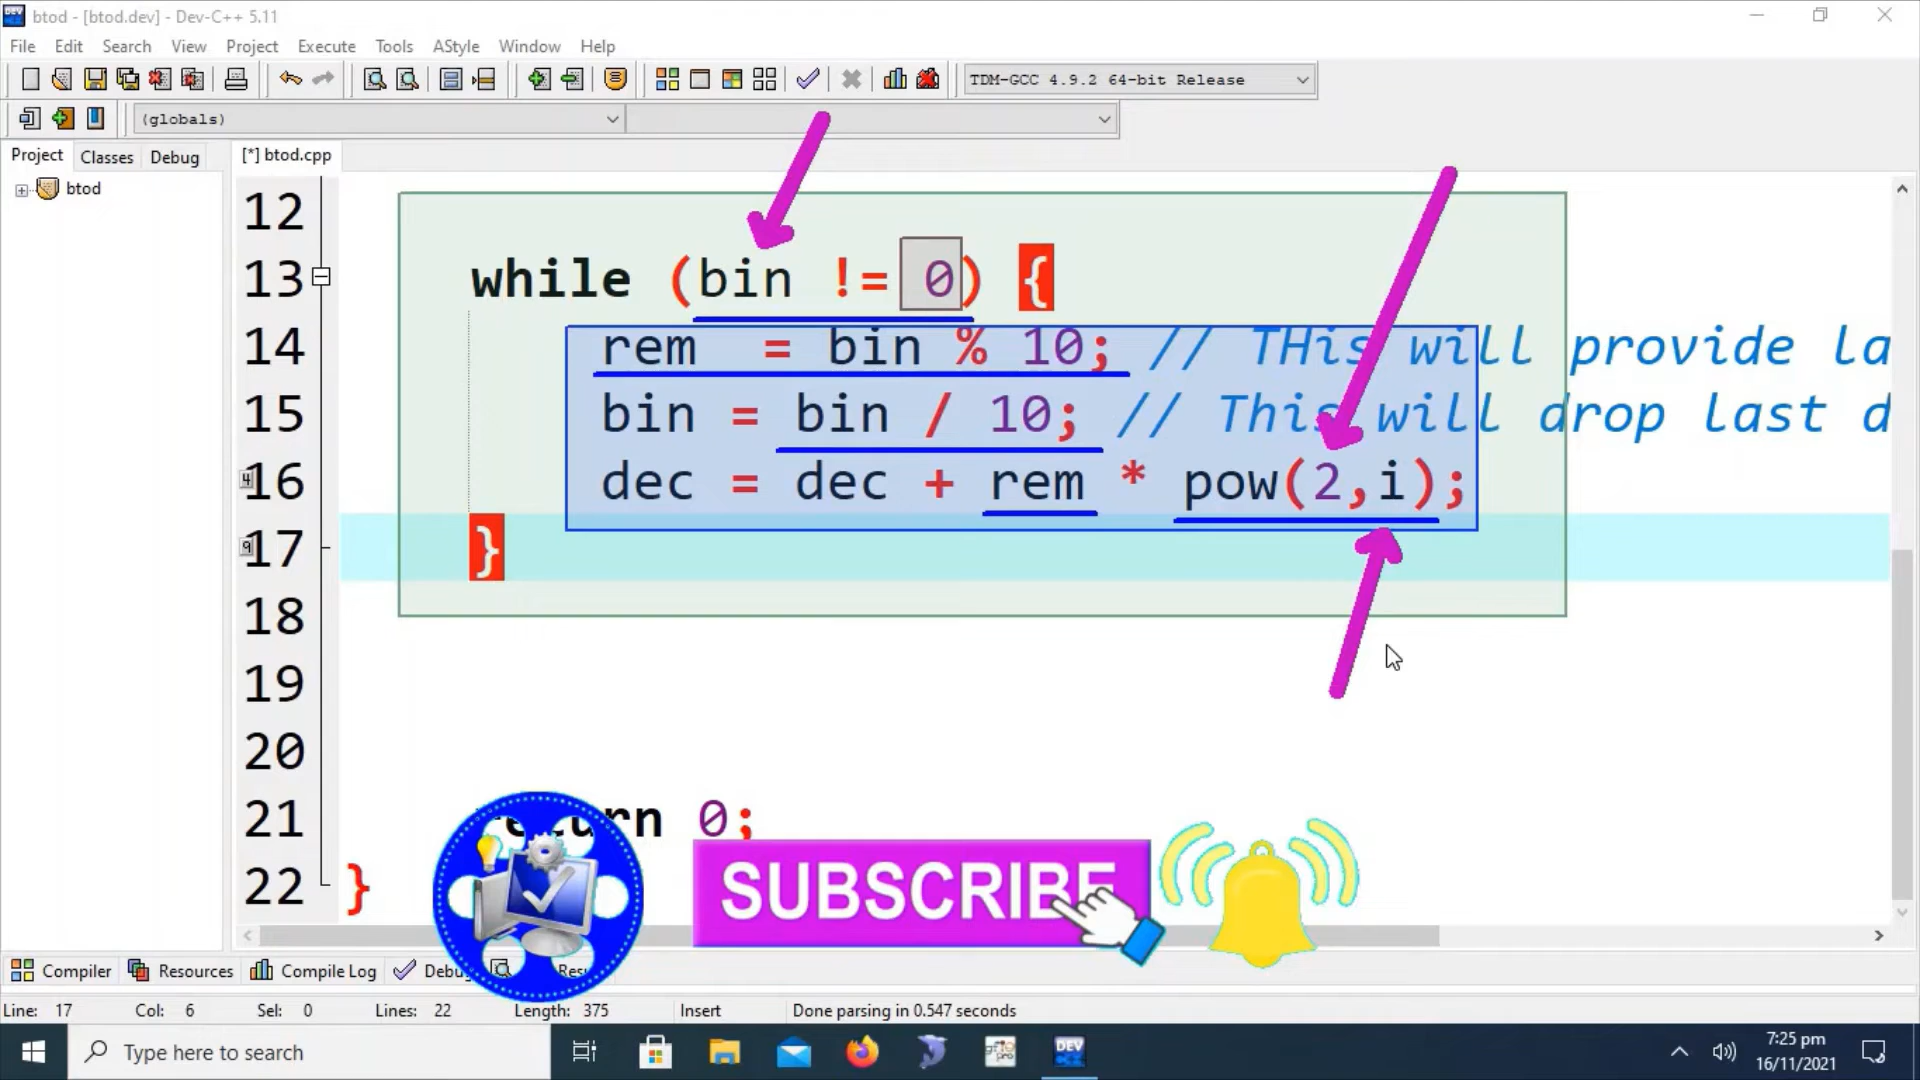 btod - [btod.dev] - Dev-C++ 5.11
File Edit Search View Project Execute Tools AStyle Window Help
TDM-GCC 4.9.2 64-bit Release
(globals)
Project Classes Debug [*] btod.cpp
btod
12
13 while (bin != 0) {
14 rem = bin % 10; // THis will provide la
15 bin = bin / 10; // This will drop last d
16 dec = dec + rem * pow(2,i);
17 }
18
19
20
21 return 0;
22 }
SUBSCRIBE
Compiler Resources Compile Log
Line: 17 Col: 6 Sel: 0 Lines: 22 Length: 375 Insert Done parsing in 0.547 seconds
Type here to search
DEV
7:25 pm
16/11/2021